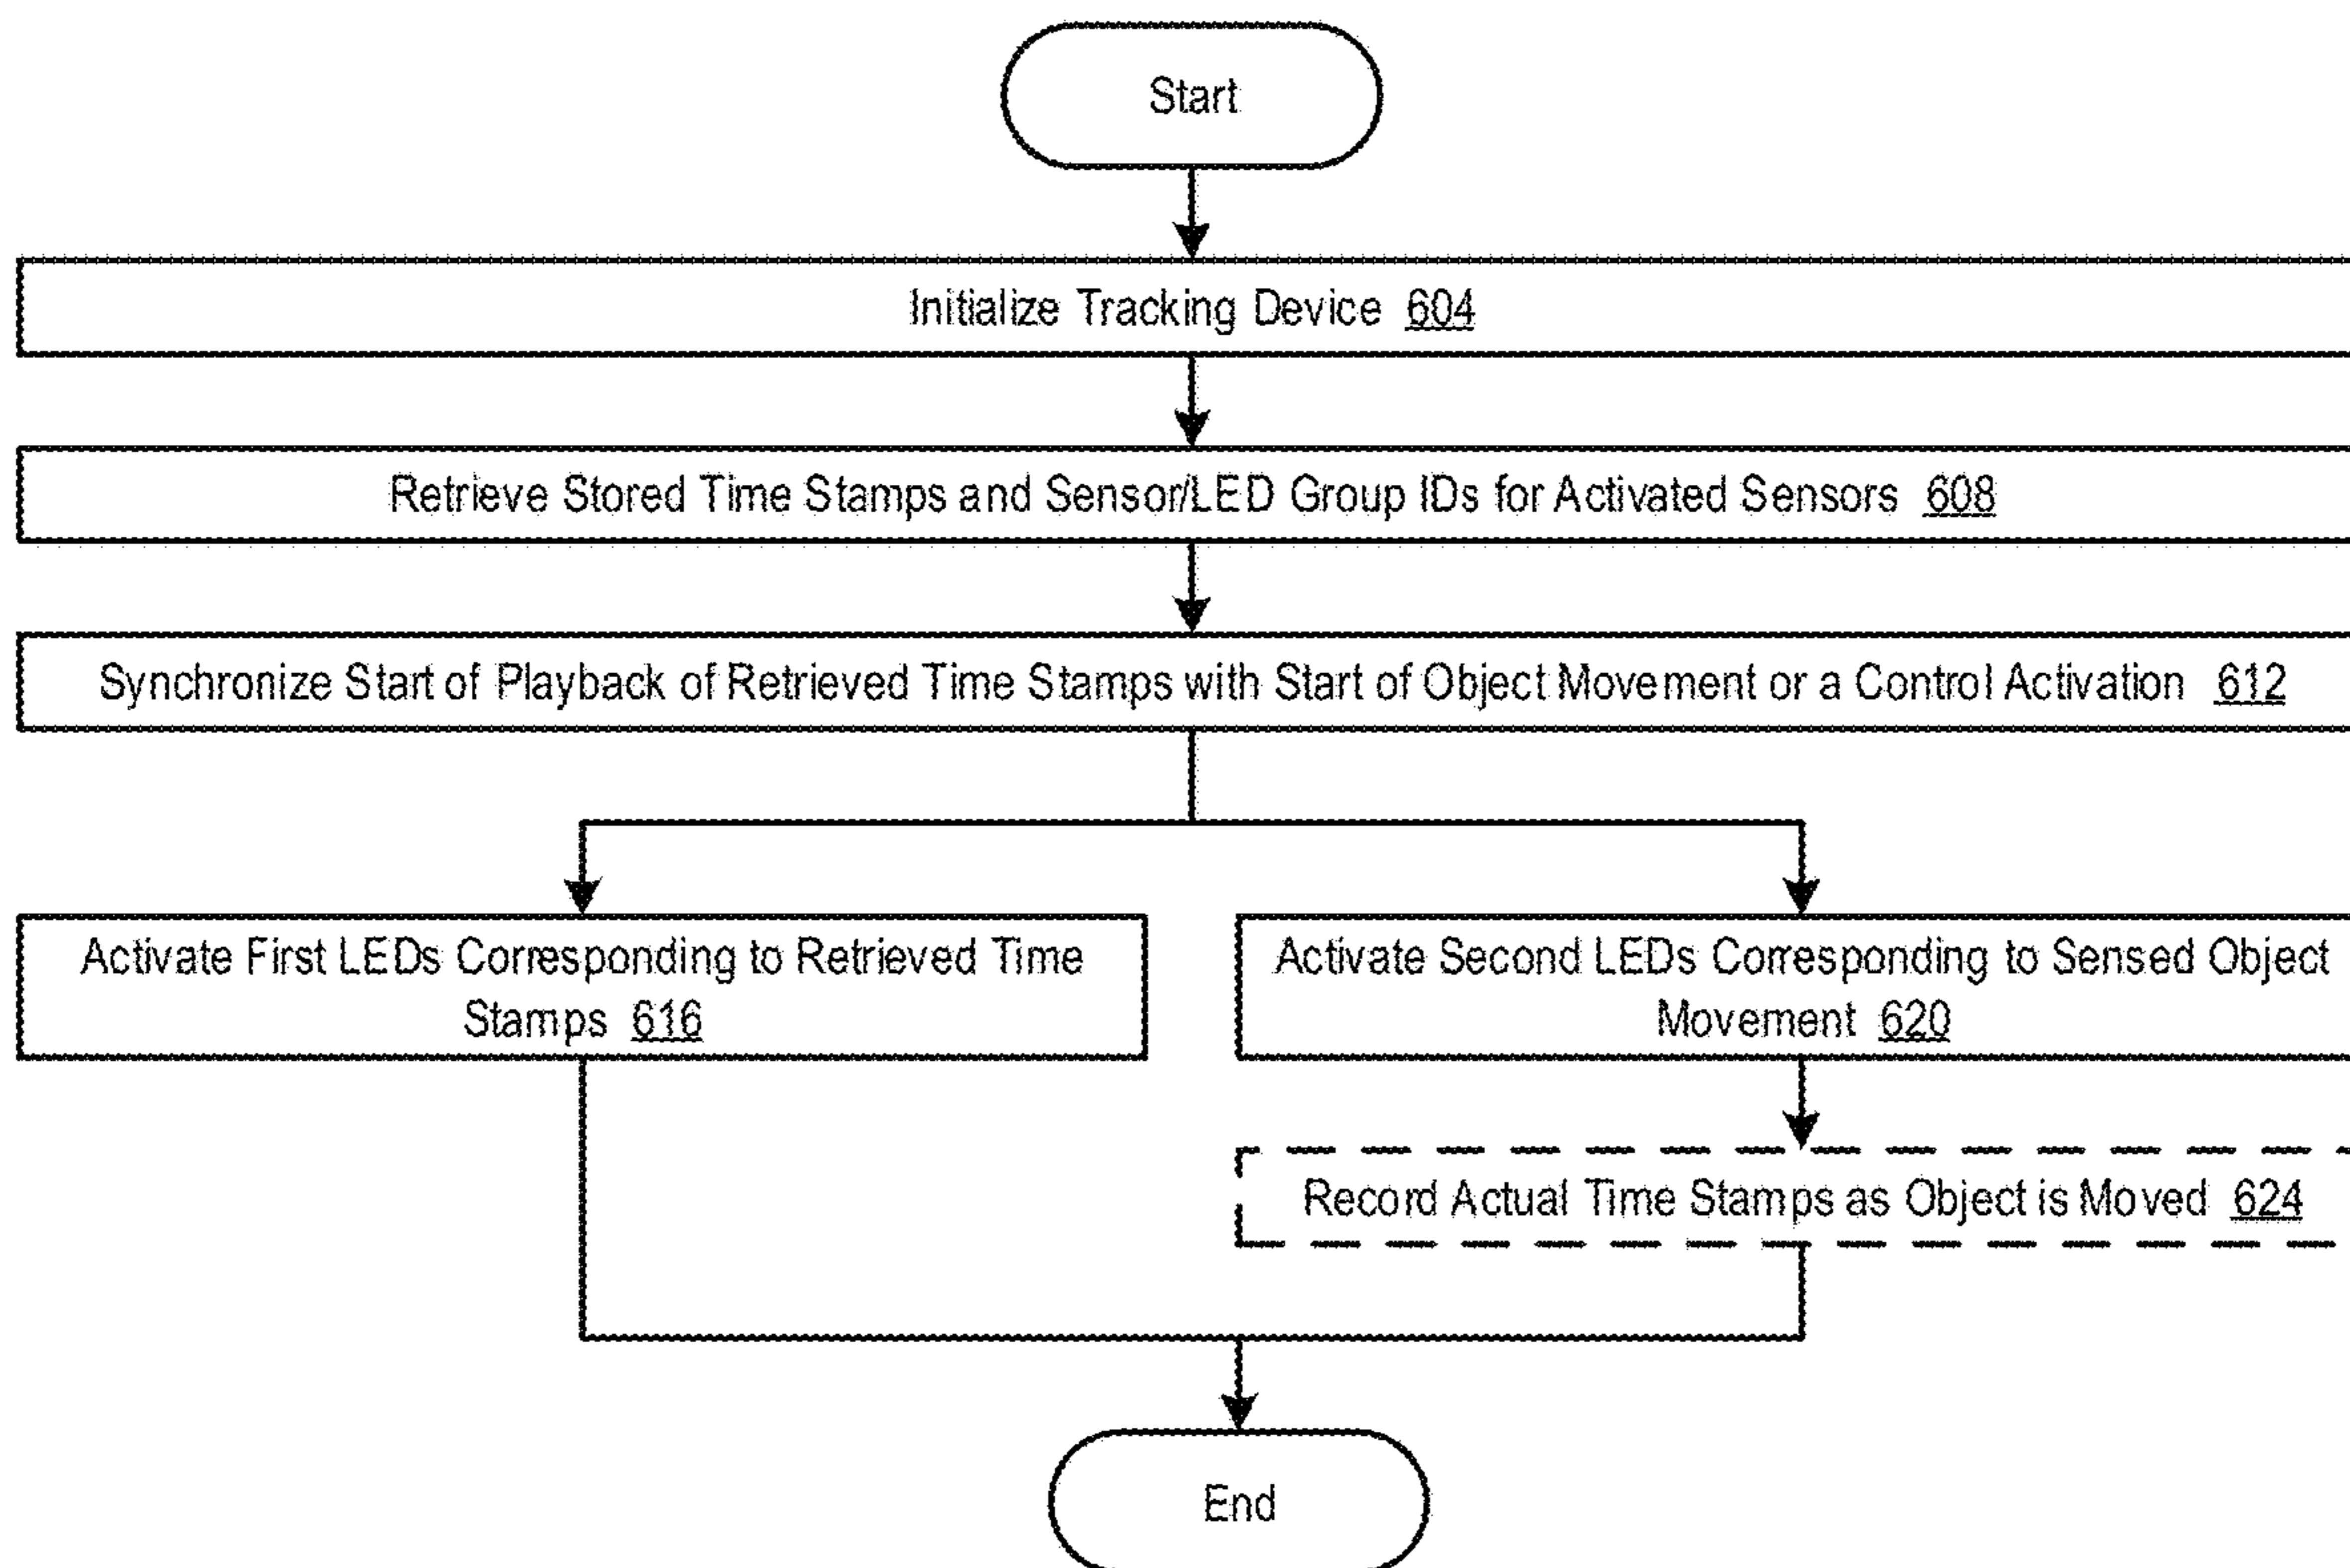 Start
Initialize Tracking Device 604
Retrieve Stored Time Stamps and Sensor/LED Group IDs for Activated Sensors 608
Synchronize Start of Playback of Retrieved Time Stamps with Start of Object Movement or a Control Activation 612
Activate First LEDs Corresponding to Retrieved Time
Stamps 616
Activate Second LEDs Corresponding to Sensed Object
Movement 620
Record Actual Time Stamps as Object is Moved 624
End